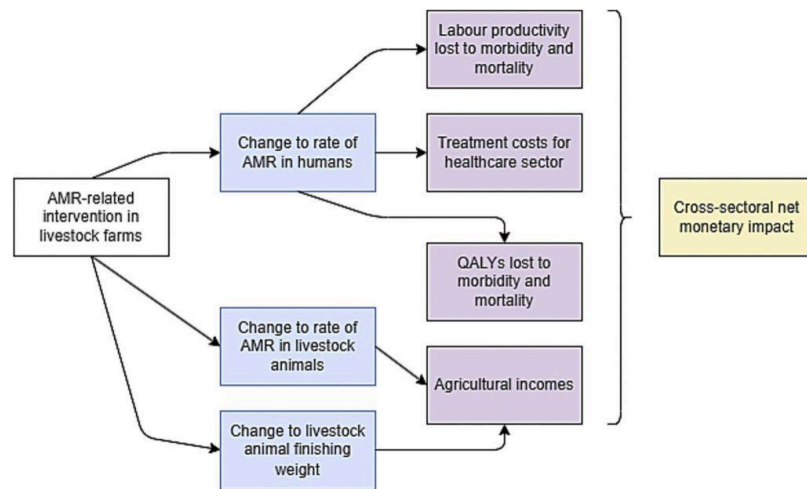 Labour productivity
lost to morbidity and
mortality
Change to rate of
AMR in humans
Treatment costs for
healthcare sector
AMR-related
intervention in
livestock farms
Cross-sectoral net
monetary impact
QALYs lost to
morbidity and
mortality
Change to rate of
AMR in livestock
animals
Agricultural incomes
Change to livestock
animal finishing
weight